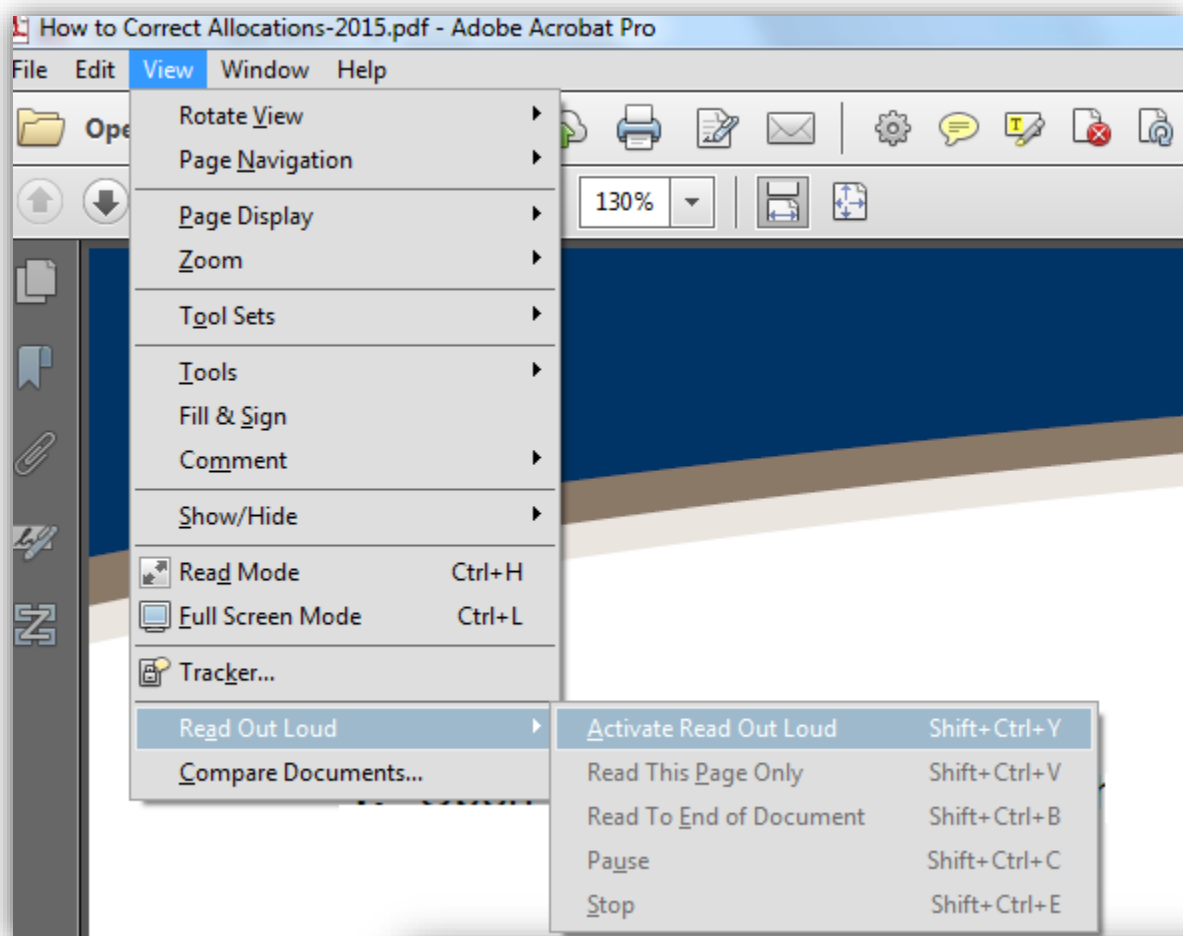 How to Correct Allocations-2015.pdf - Adobe Acrobat Pro
File Edit View Window Help
Ope
130%
Rotate View
Page Navigation
Page Display
Zoom
Tool Sets
Tools
Fill & Sign
Comment
Show/Hide
Read Mode Ctrl+H
Full Screen Mode Ctrl+L
Tracker...
Read Out Loud
Compare Documents...
Activate Read Out Loud Shift+Ctrl+Y
Read This Page Only Shift+Ctrl+V
Read To End of Document Shift+Ctrl+B
Pause Shift+Ctrl+C
Stop Shift+Ctrl+E